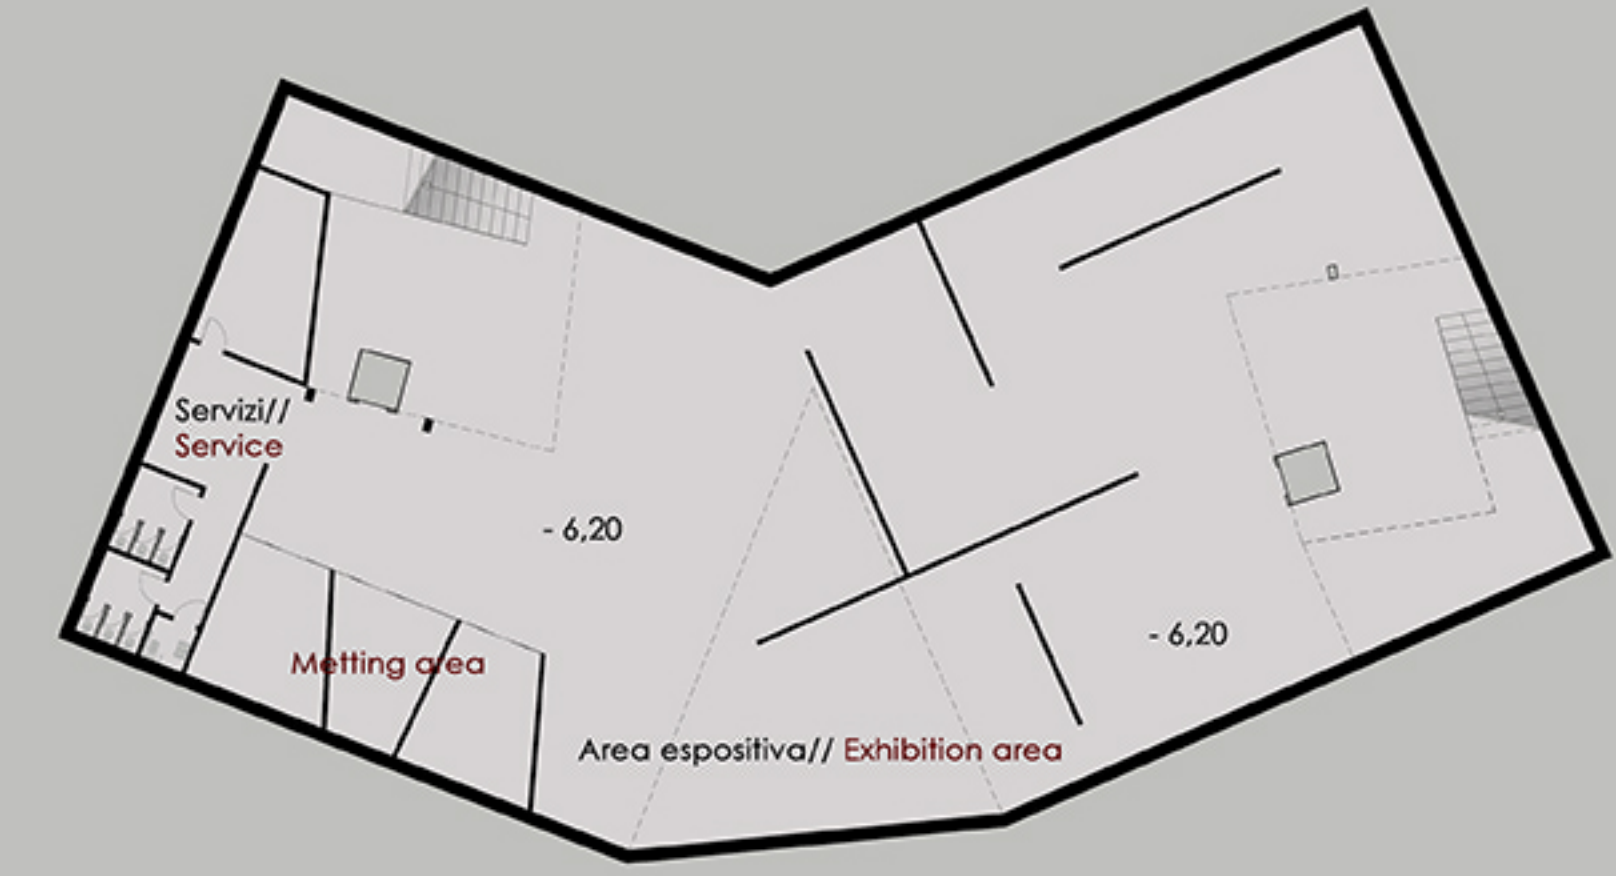 Servizi//
Service
- 6,20
- 6,20
Metting area
Area espositiva// Exhibition area